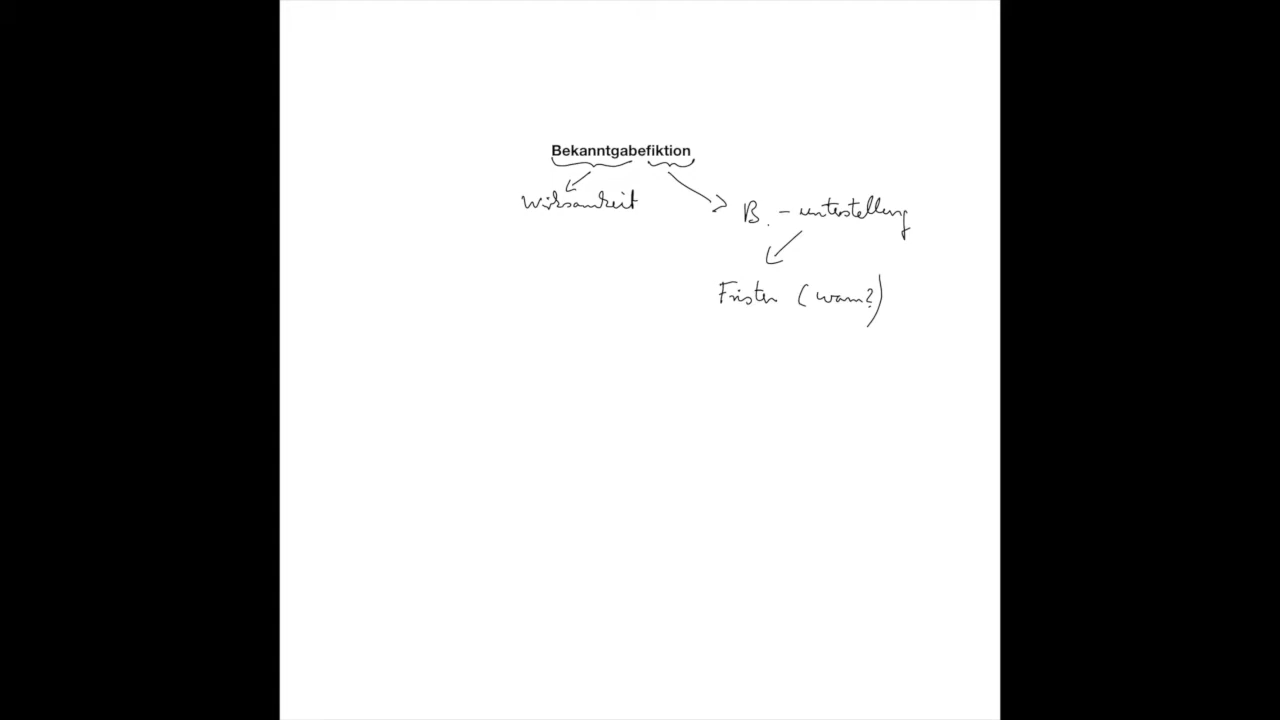 Bekanntgabefiktion
Wirksamkeit
B. - unterstellung
Fristen (wann?)